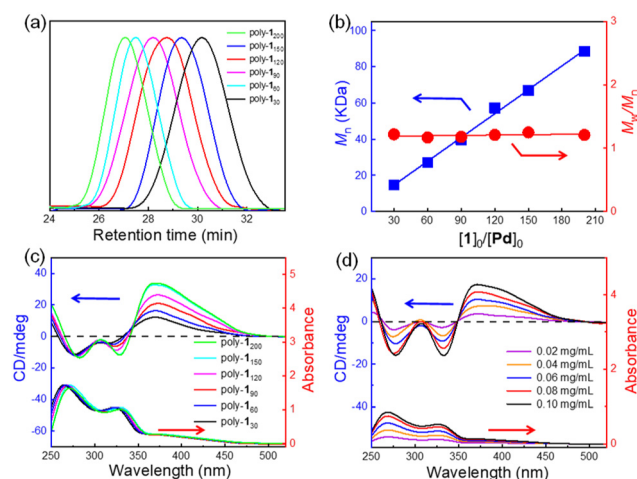 (a)
poly-1₂₀₀
poly-1₁₅₀
poly-1₁₂₀
poly-1₉₀
poly-1₆₀
poly-1₃₀
24 26 28 30 32
Retention time (min)
(b)
100
80
60
40
20
0
Mn (KDa)
3
2
1
0
Mw/Mn
0 30 60 90 120 150 180 210
[1]₀/[Pd]₀
(c)
40
20
0
-20
-40
-60
CD/mdeg
5
4
3
2
1
0
Absorbance
poly-1₂₀₀
poly-1₁₅₀
poly-1₁₂₀
poly-1₉₀
poly-1₆₀
poly-1₃₀
250 300 350 400 450 500
Wavelength (nm)
(d)
20
0
-20
-40
-60
CD/mdeg
4
3
2
1
0
Absorbance
0.02 mg/mL
0.04 mg/mL
0.06 mg/mL
0.08 mg/mL
0.10 mg/mL
250 300 350 400 450 500
Wavelength (nm)